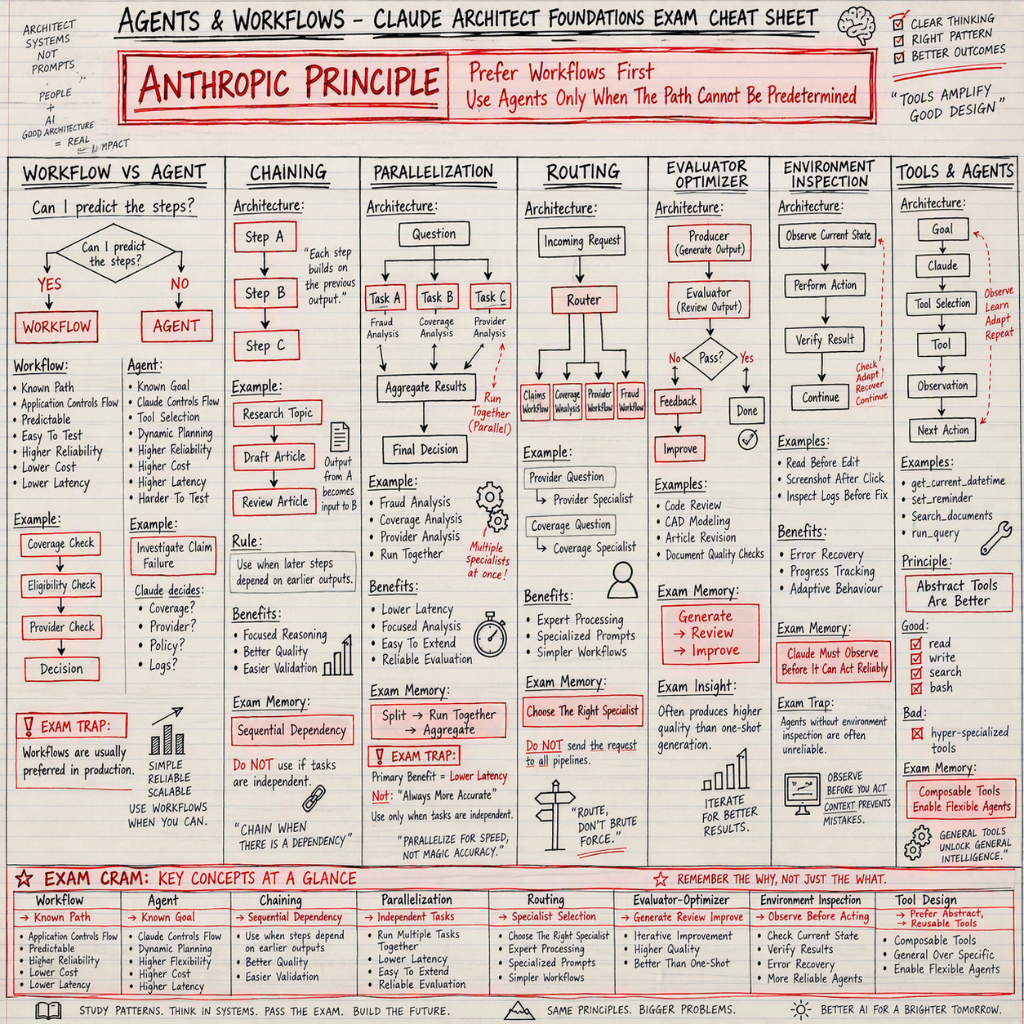 ARCHITECT
SYSTEMS
NOT
PROMPTS
PEOPLE
+
AI
GOOD ARCHITECTURE
= REAL IMPACT
AGENTS & WORKFLOWS – CLAUDE ARCHITECT FOUNDATIONS EXAM CHEAT SHEET
CLEAR THINKING
RIGHT PATTERN
BETTER OUTCOMES
"TOOLS AMPLIFY
GOOD DESIGN"
ANTHROPIC PRINCIPLE
Prefer Workflows First
Use Agents Only When The Path Cannot Be Predetermined
WORKFLOW VS AGENT
Can I predict the steps?
Can I predict
the steps?
YES
NO
WORKFLOW
AGENT
Workflow:
• Known Path
• Application Controls Flow
• Predictable
• Easy To Test
• Higher Reliability
• Lower Cost
• Lower Latency
Agent:
• Known Goal
• Claude Controls Flow
• Tool Selection
• Dynamic Planning
• Higher Reliability
• Higher Cost
• Higher Latency
• Harder To Test
Example:
Coverage Check
Eligibility Check
Provider Check
Decision
Example:
Investigate Claim
Failure
Claude decides:
• Coverage?
• Provider?
• Policy?
• Logs?
! EXAM TRAP:
Workflows are usually
preferred in production.
SIMPLE
RELIABLE
SCALABLE
USE WORKFLOWS
WHEN YOU CAN.
CHAINING
Architecture:
Step A
Step B
Step C
"Each step
builds on
the previous
output."
Example:
Research Topic
Draft Article
Review Article
Output
from A
becomes
input to B
Rule:
Use when later steps
depend on earlier outputs.
Benefits:
• Focused Reasoning
• Better Quality
• Easier Validation
Exam Memory:
Sequential Dependency
Do NOT use if tasks
are independent.
"CHAIN WHEN
THERE IS A DEPENDENCY"
PARALLELIZATION
Architecture:
Question
Task A
Task B
Task C
Fraud
Analysis
Coverage
Analysis
Provider
Analysis
Aggregate Results
Run
Together
(Parallel)
Final Decision
Example:
• Fraud Analysis
• Coverage Analysis
• Provider Analysis
• Run Together
Multiple
specialists
at once!
Benefits:
• Lower Latency
• Focused Analysis
• Easy To Extend
• Reliable Evaluation
Exam Memory:
Split → Run Together
→ Aggregate
! EXAM TRAP:
Primary Benefit = Lower Latency
Not: "Always More Accurate"
Use only when tasks are independent.
"PARALLELIZE FOR SPEED,
NOT MAGIC ACCURACY."
ROUTING
Architecture:
Incoming Request
Router
Claims
Workflow
Coverage
Analysis
Provider
Workflow
Fraud
Workflow
Example:
Provider Question
Provider Specialist
Coverage Question
Coverage Specialist
Benefits:
• Expert Processing
• Specialized Prompts
• Simpler Workflows
Exam Memory:
Choose The Right Specialist
Do NOT send the request
to all pipelines.
"ROUTE,
DON'T BRUTE
FORCE."
EVALUATOR
OPTIMIZER
Architecture:
Producer
(Generate Output)
Evaluator
(Review Output)
No
Pass?
Yes
Feedback
Done
Improve
Examples:
• Code Review
• CAD Modeling
• Article Revision
• Document Quality Checks
Exam Memory:
Generate
→ Review
→ Improve
Exam Insight:
Often produces higher
quality than one-shot
generation.
ITERATE
FOR BETTER
RESULTS.
ENVIRONMENT
INSPECTION
Architecture:
Observe Current State
Perform Action
Verify Result
Continue
Check
Adapt
Recover
Continue
Examples:
• Read Before Edit
• Screenshot After Click
• Inspect Logs Before Fix
Benefits:
• Error Recovery
• Progress Tracking
• Adaptive Behaviour
Exam Memory:
Claude Must Observe
Before It Can Act Reliably
Exam Trap:
Agents without environment
inspection are often
unreliable.
OBSERVE
BEFORE YOU ACT
CONTEXT PREVENTS
MISTAKES.
TOOLS & AGENTS
Architecture:
Goal
Claude
Tool Selection
Tool
Observation
Next Action
Observe
Learn
Adapt
Repeat
Examples:
• get_current_datetime
• Set_reminder
• Search_documents
• run_query
Principle:
Abstract Tools
Are Better
Good:
read
write
search
bash
Bad:
hyper-specialized
tools
Exam Memory:
Composable Tools
Enable Flexible Agents
GENERAL TOOLS
UNLOCK GENERAL
INTELLIGENCE."
EXAM CRAM: KEY CONCEPTS AT A GLANCE
REMEMBER THE WHY, NOT JUST THE WHAT.
Workflow
→ Known Path
• Application Controls Flow
• Predictable
• Higher Reliability
• Lower Cost
• Lower Latency
Agent
→ Known Goal
• Claude Controls Flow
• Dynamic Planning
• Higher Flexibility
• Higher Cost
• Higher Latency
Chaining
→ Sequential Dependency
• Use when steps depend
on earlier outputs
• Better Quality
• Easier Validation
Parallelization
→ Independent Tasks
• Run Multiple Tasks
Together
• Lower Latency
• Easy To Extend
• Reliable Evaluation
Routing
→ Specialist Selection
• Choose The Right Specialist
• Expert Processing
• Specialized Prompts
• Simpler Workflows
Evaluator-Optimizer
→ Generate Review Improve
• Iterative Improvement
• Higher Quality
• Better Than One-Shot
Environment Inspection
→ Observe Before Acting
• Check Current State
• Verify Results
• Error Recovery
• More Reliable Agents
Tool Design
→ Prefer Abstract,
Reusable Tools
• Composable Tools
• General Over Specific
• Enable Flexible Agents
STUDY PATTERNS. THINK IN SYSTEMS. PASS THE EXAM. BUILD THE FUTURE.
SAME PRINCIPLES. BIGGER PROBLEMS.
BETTER AI FOR A BRIGHTER TOMORROW.